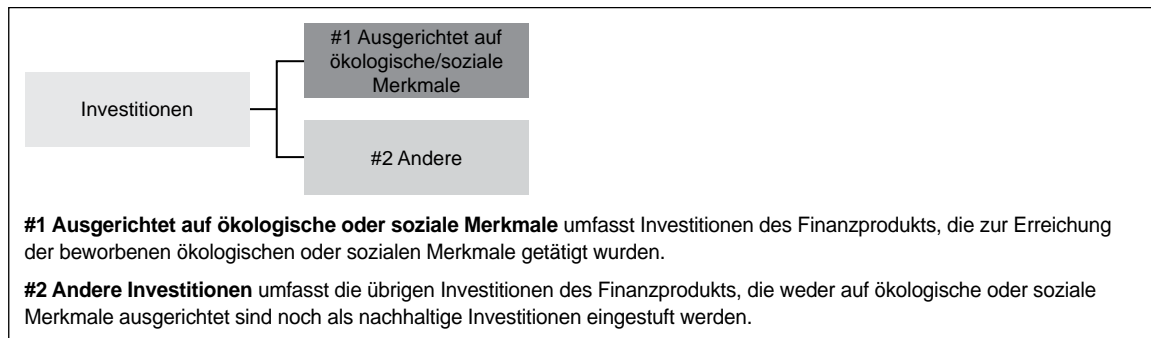 #1 Ausgerichtet auf
ökologische/soziale
Merkmale
Investitionen
#2 Andere
#1 Ausgerichtet auf ökologische oder soziale Merkmale umfasst Investitionen des Finanzprodukts, die zur Erreichung
der beworbenen ökologischen oder sozialen Merkmale getätigt wurden.
#2 Andere Investitionen umfasst die übrigen Investitionen des Finanzprodukts, die weder auf ökologische oder soziale
Merkmale ausgerichtet sind noch als nachhaltige Investitionen eingestuft werden.